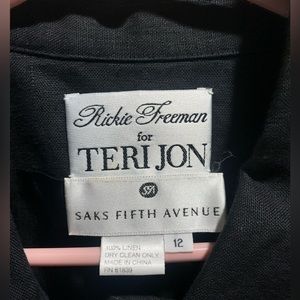 Rickie Freeman
for
TERI JON
SFA
SAKS FIFTH AVENUE
12
100% LINEN
DRY CLEAN ONLY
MADE IN CHINA
RN 61839